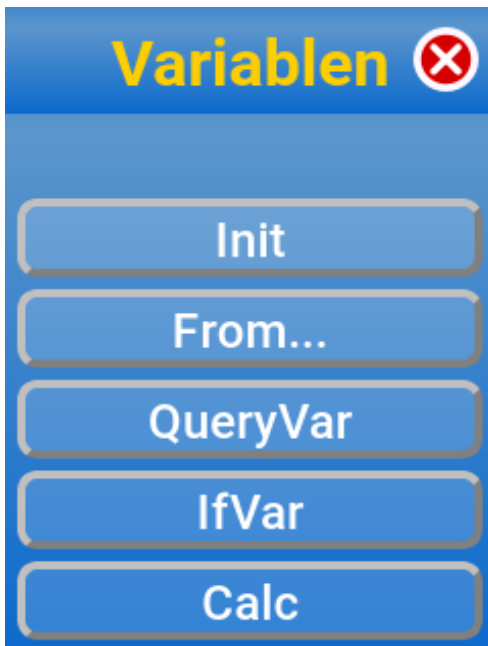 Variablen
Init
From...
QueryVar
IfVar
Calc